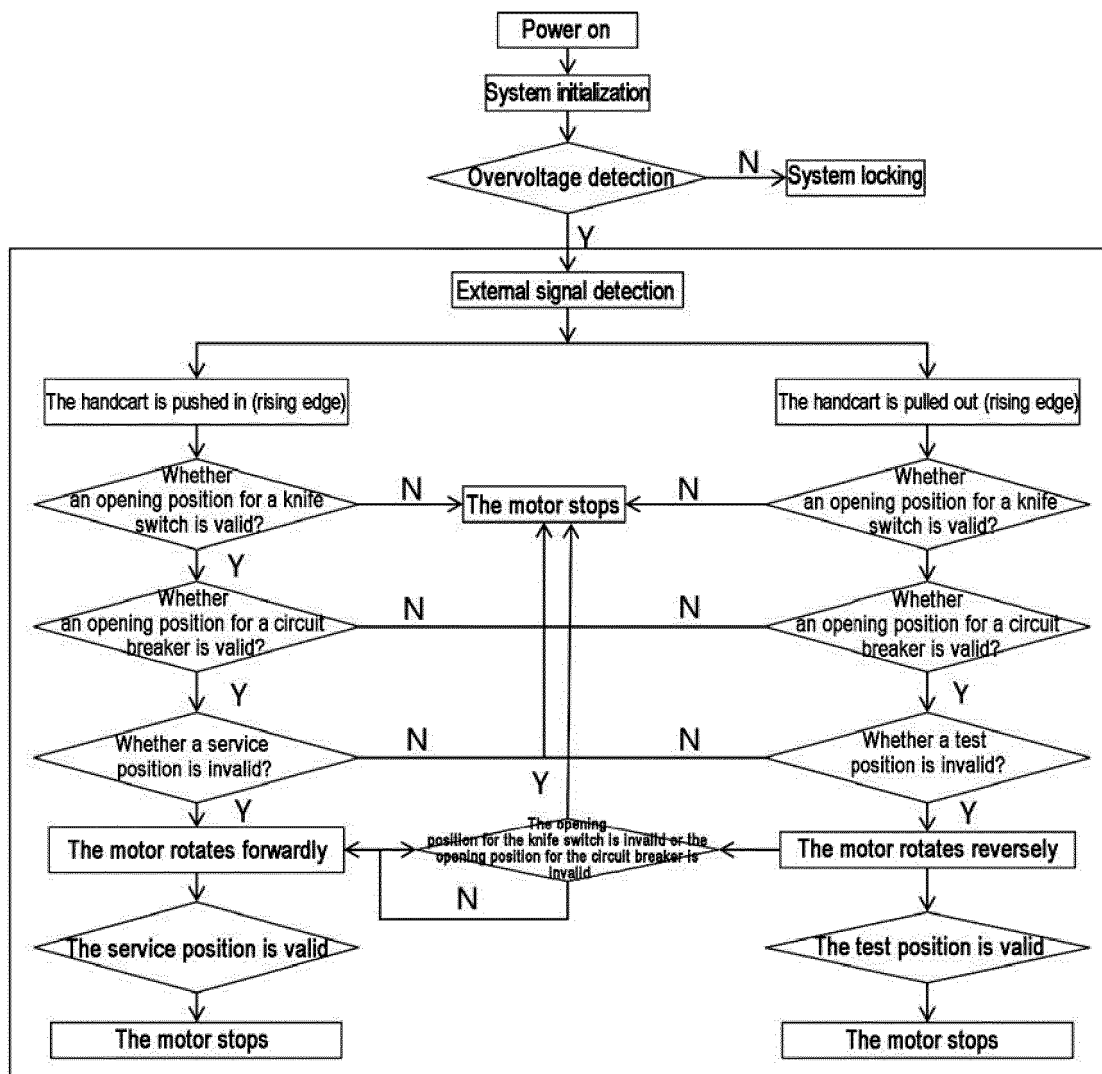 Power on
System initialization
Overvoltage detection
N
System locking
Y
External signal detection
The handcart is pushed in (rising edge)
The handcart is pulled out (rising edge)
Whether
an opening position for a knife
switch is valid?
N
The motor stops
N
Whether
an opening position for a knife
switch is valid?
Y
Y
Whether
an opening position for a circuit
breaker is valid?
N
N
Whether
an opening position for a circuit
breaker is valid?
Y
Y
Whether a service
position is invalid?
N
N
Whether a test
position is invalid?
Y
Y
Y
The motor rotates forwardly
The opening
position for the knife switch is invalid or the
opening position for the circuit breaker is
invalid
The motor rotates reversely
N
The service position is valid
The test position is valid
The motor stops
The motor stops